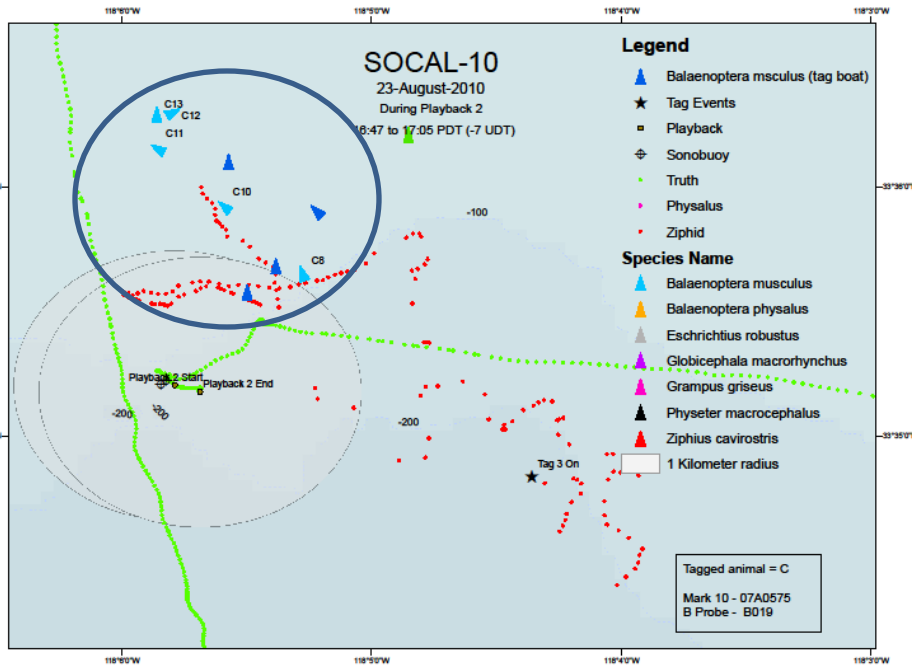 118°6'0"W 118°5'0"W 118°4'0"W 118°3'0"W
SOCAL-10
23-August-2010
During Playback 2
6:47 to 17:05 PDT (-7 UDT)
Legend
Balaenoptera msculus (tag boat)
Tag Events
Playback
Sonobuoy
Truth
Physalus
Ziphid
Species Name
Balaenoptera musculus
Balaenoptera physalus
Eschrichtius robustus
Globicephala macrorhynchus
Grampus griseus
Physeter macrocephalus
Ziphius cavirostris
1 Kilometer radius
C13
C12
C11
C10
C8
33°36'0"N
-100
Playback 2 Start
Playback 2 End
-200
-200
-200
33°35'0"N
Tag 3 On
Tagged animal = C
Mark 10 - 07A0575
B Probe - B019
118°6'0"W 118°5'0"W 118°4'0"W 118°3'0"W